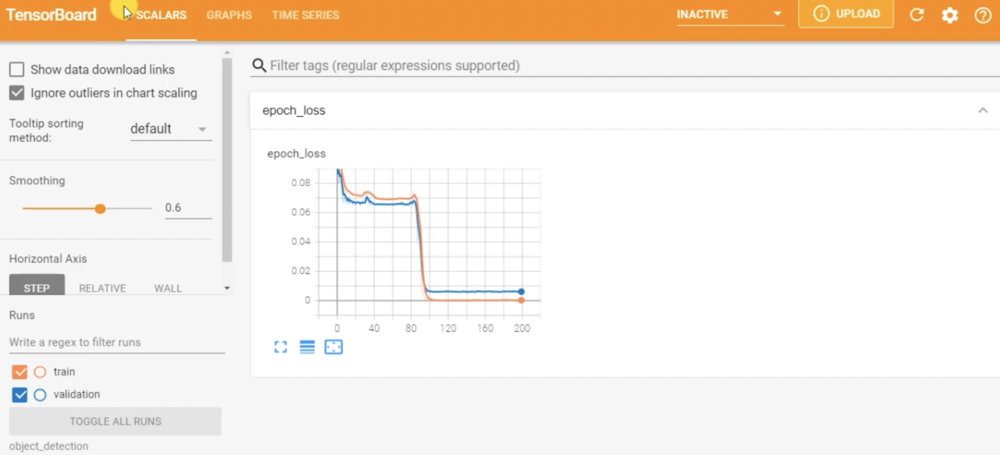 TensorBoard SCALARS GRAPHS TIME SERIES INACTIVE UPLOAD
Show data download links
Ignore outliers in chart scaling
Tooltip sorting
method:
default
Smoothing
0.6
Horizontal Axis
STEP RELATIVE WALL
Runs
Write a regex to filter runs
train
validation
TOGGLE ALL RUNS
object_detection
Filter tags (regular expressions supported)
epoch_loss
epoch_loss
0.08
0.06
0.04
0.02
0
0 40 80 120 160 200